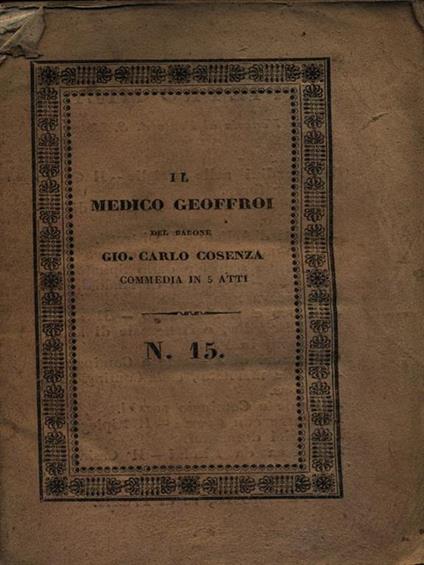 IL
MEDICO GEOFFROI
DEL BARONE
GIO. CARLO COSENZA
COMMEDIA IN 5 ATTI
N. 15.